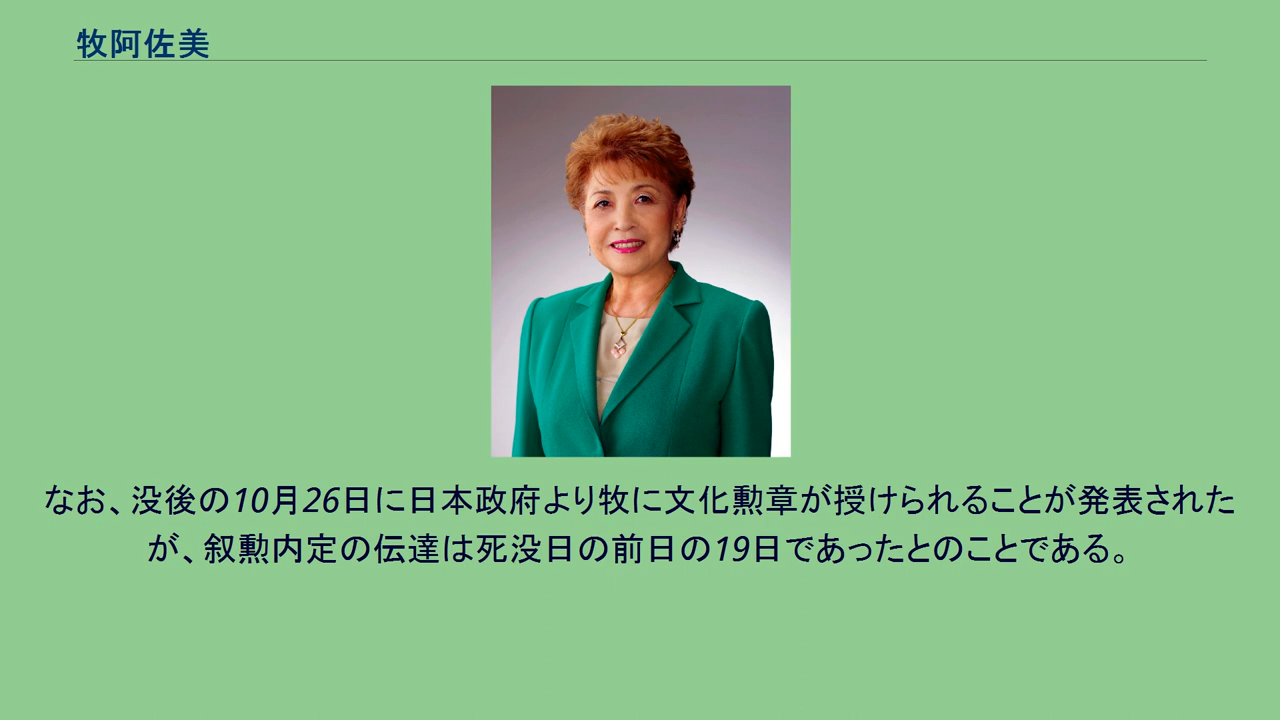 牧阿佐美
なお、没後の10月26日に日本政府より牧に文化勲章が授けられることが発表された
が、叙勲内定の伝達は死没日の前日の19日であったとのことである。